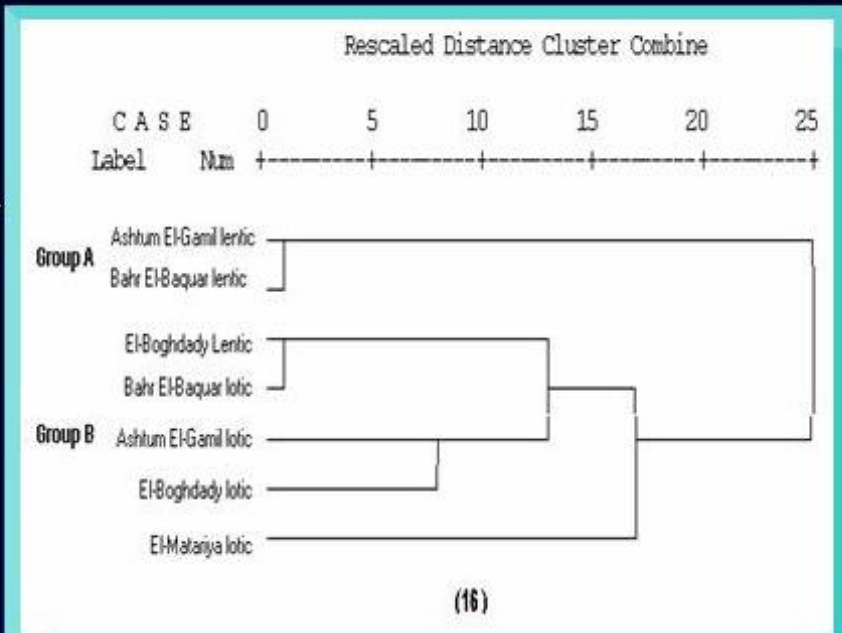 Rescaled Distance Cluster Combine
C A S E 0 5 10 15 20 25
Label Num +---------+---------+---------+---------+---------+
Ashtum El-Gamil lentic
Group A
Bahr El-Baquar lentic
El-Boghdady Lentic
Bahr El-Baquar lotic
Group B Ashtum El-Gamil lotic
El-Boghdady lotic
El-Matariya lotic
(16)